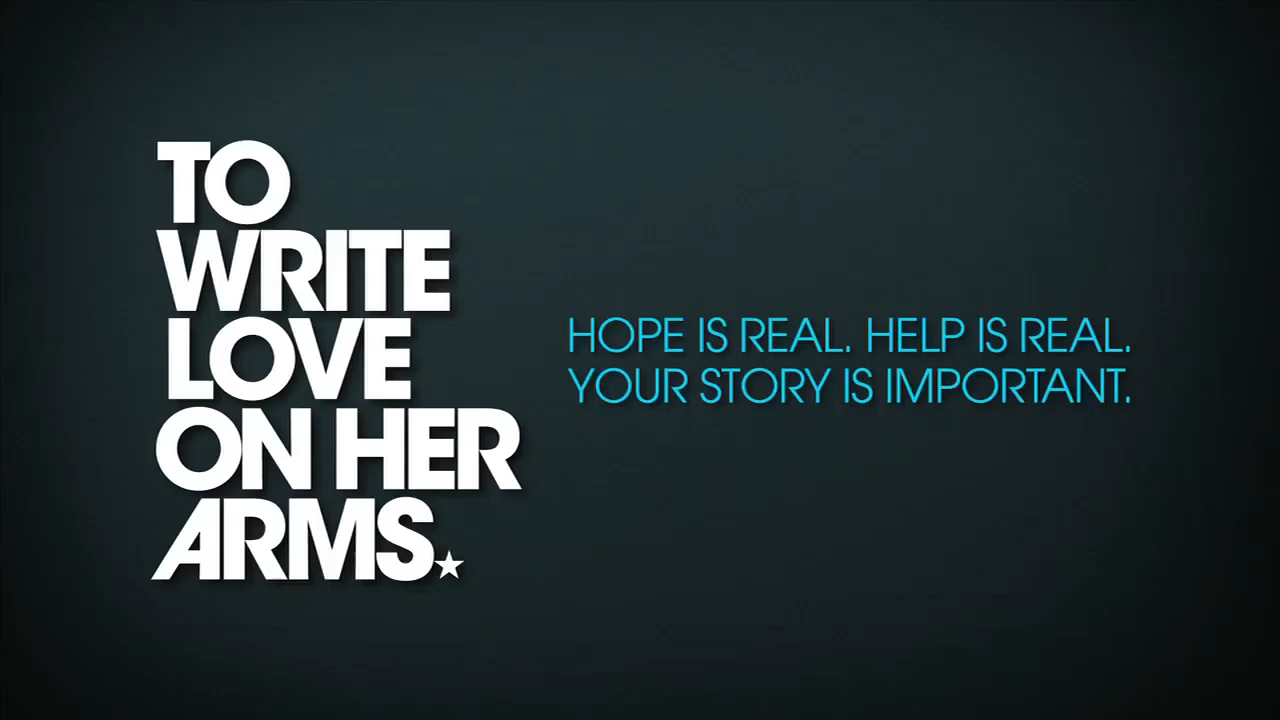 TO
WRITE
LOVE
ON HER
ARMS.
HOPE IS REAL. HELP IS REAL.
YOUR STORY IS IMPORTANT.